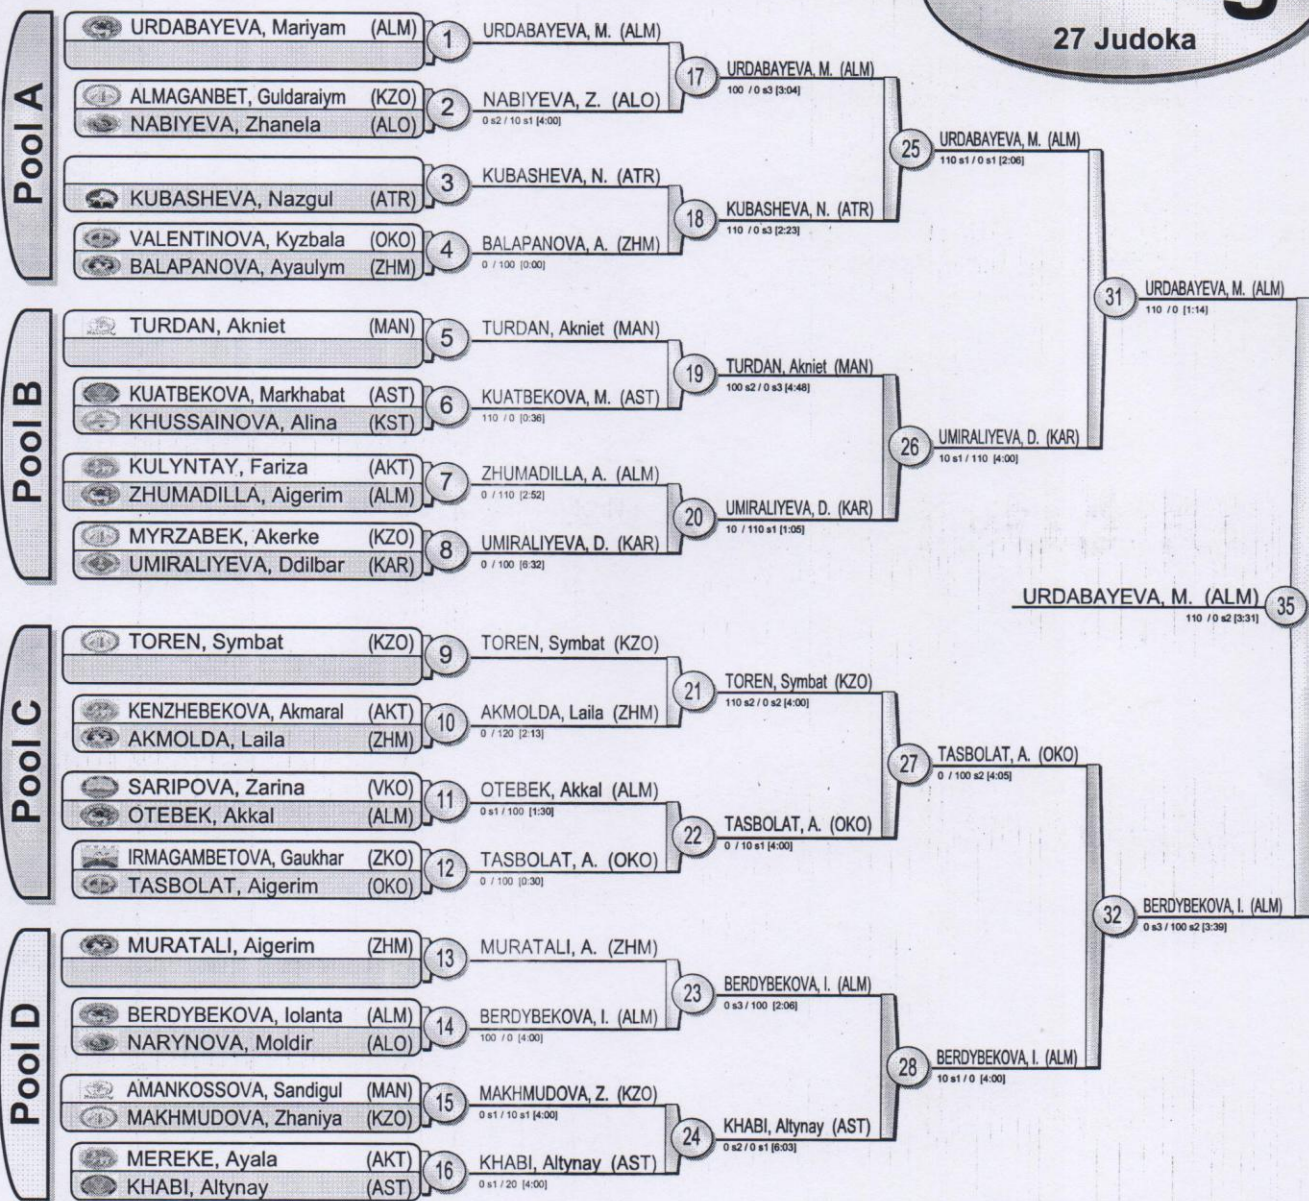 27 Judoka
Pool A
URDABAYEVA, Mariyam (ALM)
1
ALMAGANBET, Guldaraiym (KZO)
NABIYEVA, Zhanela (ALO)
2
KUBASHEVA, Nazgul (ATR)
3
VALENTINOVA, Kyzbala (OKO)
BALAPANOVA, Ayaulym (ZHM)
4
Pool B
TURDAN, Akniet (MAN)
5
KUATBEKOVA, Markhabat (AST)
KHUSSAINOVA, Alina (KST)
6
KULYNTAY, Fariza (AKT)
ZHUMADILLA, Aigerim (ALM)
7
MYRZABEK, Akerke (KZO)
UMIRALIYEVA, Ddilbar (KAR)
8
Pool C
TOREN, Symbat (KZO)
9
KENZHEBEKOVA, Akmaral (AKT)
AKMOLDA, Laila (ZHM)
10
SARIPOVA, Zarina (VKO)
OTEBEK, Akkal (ALM)
11
IRMAGAMBETOVA, Gaukhar (ZKO)
TASBOLAT, Aigerim (OKO)
12
Pool D
MURATALI, Aigerim (ZHM)
13
BERDYBEKOVA, Iolanta (ALM)
NARYNOVA, Moldir (ALO)
14
AMANKOSSOVA, Sandigul (MAN)
MAKHMUDOVA, Zhaniya (KZO)
15
MEREKE, Ayala (AKT)
KHABI, Altynay (AST)
16
URDABAYEVA, M. (ALM)
NABIYEVA, Z. (ALO)
0 s2 / 10 s1 [4:00]
17
KUBASHEVA, N. (ATR)
BALAPANOVA, A. (ZHM)
0 / 100 [0:00]
18
TURDAN, Akniet (MAN)
KUATBEKOVA, M. (AST)
110 / 0 [0:36]
19
ZHUMADILLA, A. (ALM)
0 / 110 [2:52]
UMIRALIYEVA, D. (KAR)
0 / 100 [6:32]
20
TOREN, Symbat (KZO)
AKMOLDA, Laila (ZHM)
0 / 120 [2:13]
21
OTEBEK, Akkal (ALM)
0 s1 / 100 [1:30]
TASBOLAT, A. (OKO)
0 / 100 [0:30]
22
MURATALI, A. (ZHM)
BERDYBEKOVA, I. (ALM)
100 / 0 [4:00]
23
MAKHMUDOVA, Z. (KZO)
0 s1 / 10 s1 [4:00]
KHABI, Altynay (AST)
0 s1 / 20 [4:00]
24
URDABAYEVA, M. (ALM)
100 / 0 s3 [3:04]
KUBASHEVA, N. (ATR)
110 / 0 s3 [2:23]
25
TURDAN, Akniet (MAN)
100 s2 / 0 s3 [4:48]
UMIRALIYEVA, D. (KAR)
10 / 110 s1 [1:05]
26
TOREN, Symbat (KZO)
110 s2 / 0 s2 [4:00]
TASBOLAT, A. (OKO)
0 / 10 s1 [4:00]
27
BERDYBEKOVA, I. (ALM)
0 s3 / 100 [2:06]
KHABI, Altynay (AST)
0 s2 / 0 s1 [6:03]
28
URDABAYEVA, M. (ALM)
110 s1 / 0 s1 [2:06]
UMIRALIYEVA, D. (KAR)
10 s1 / 110 [4:00]
31
TASBOLAT, A. (OKO)
0 / 100 s2 [4:05]
BERDYBEKOVA, I. (ALM)
10 s1 / 0 [4:00]
32
URDABAYEVA, M. (ALM)
110 / 0 [1:14]
BERDYBEKOVA, I. (ALM)
0 s3 / 100 s2 [3:39]
URDABAYEVA, M. (ALM) 35
110 / 0 s2 [3:31]